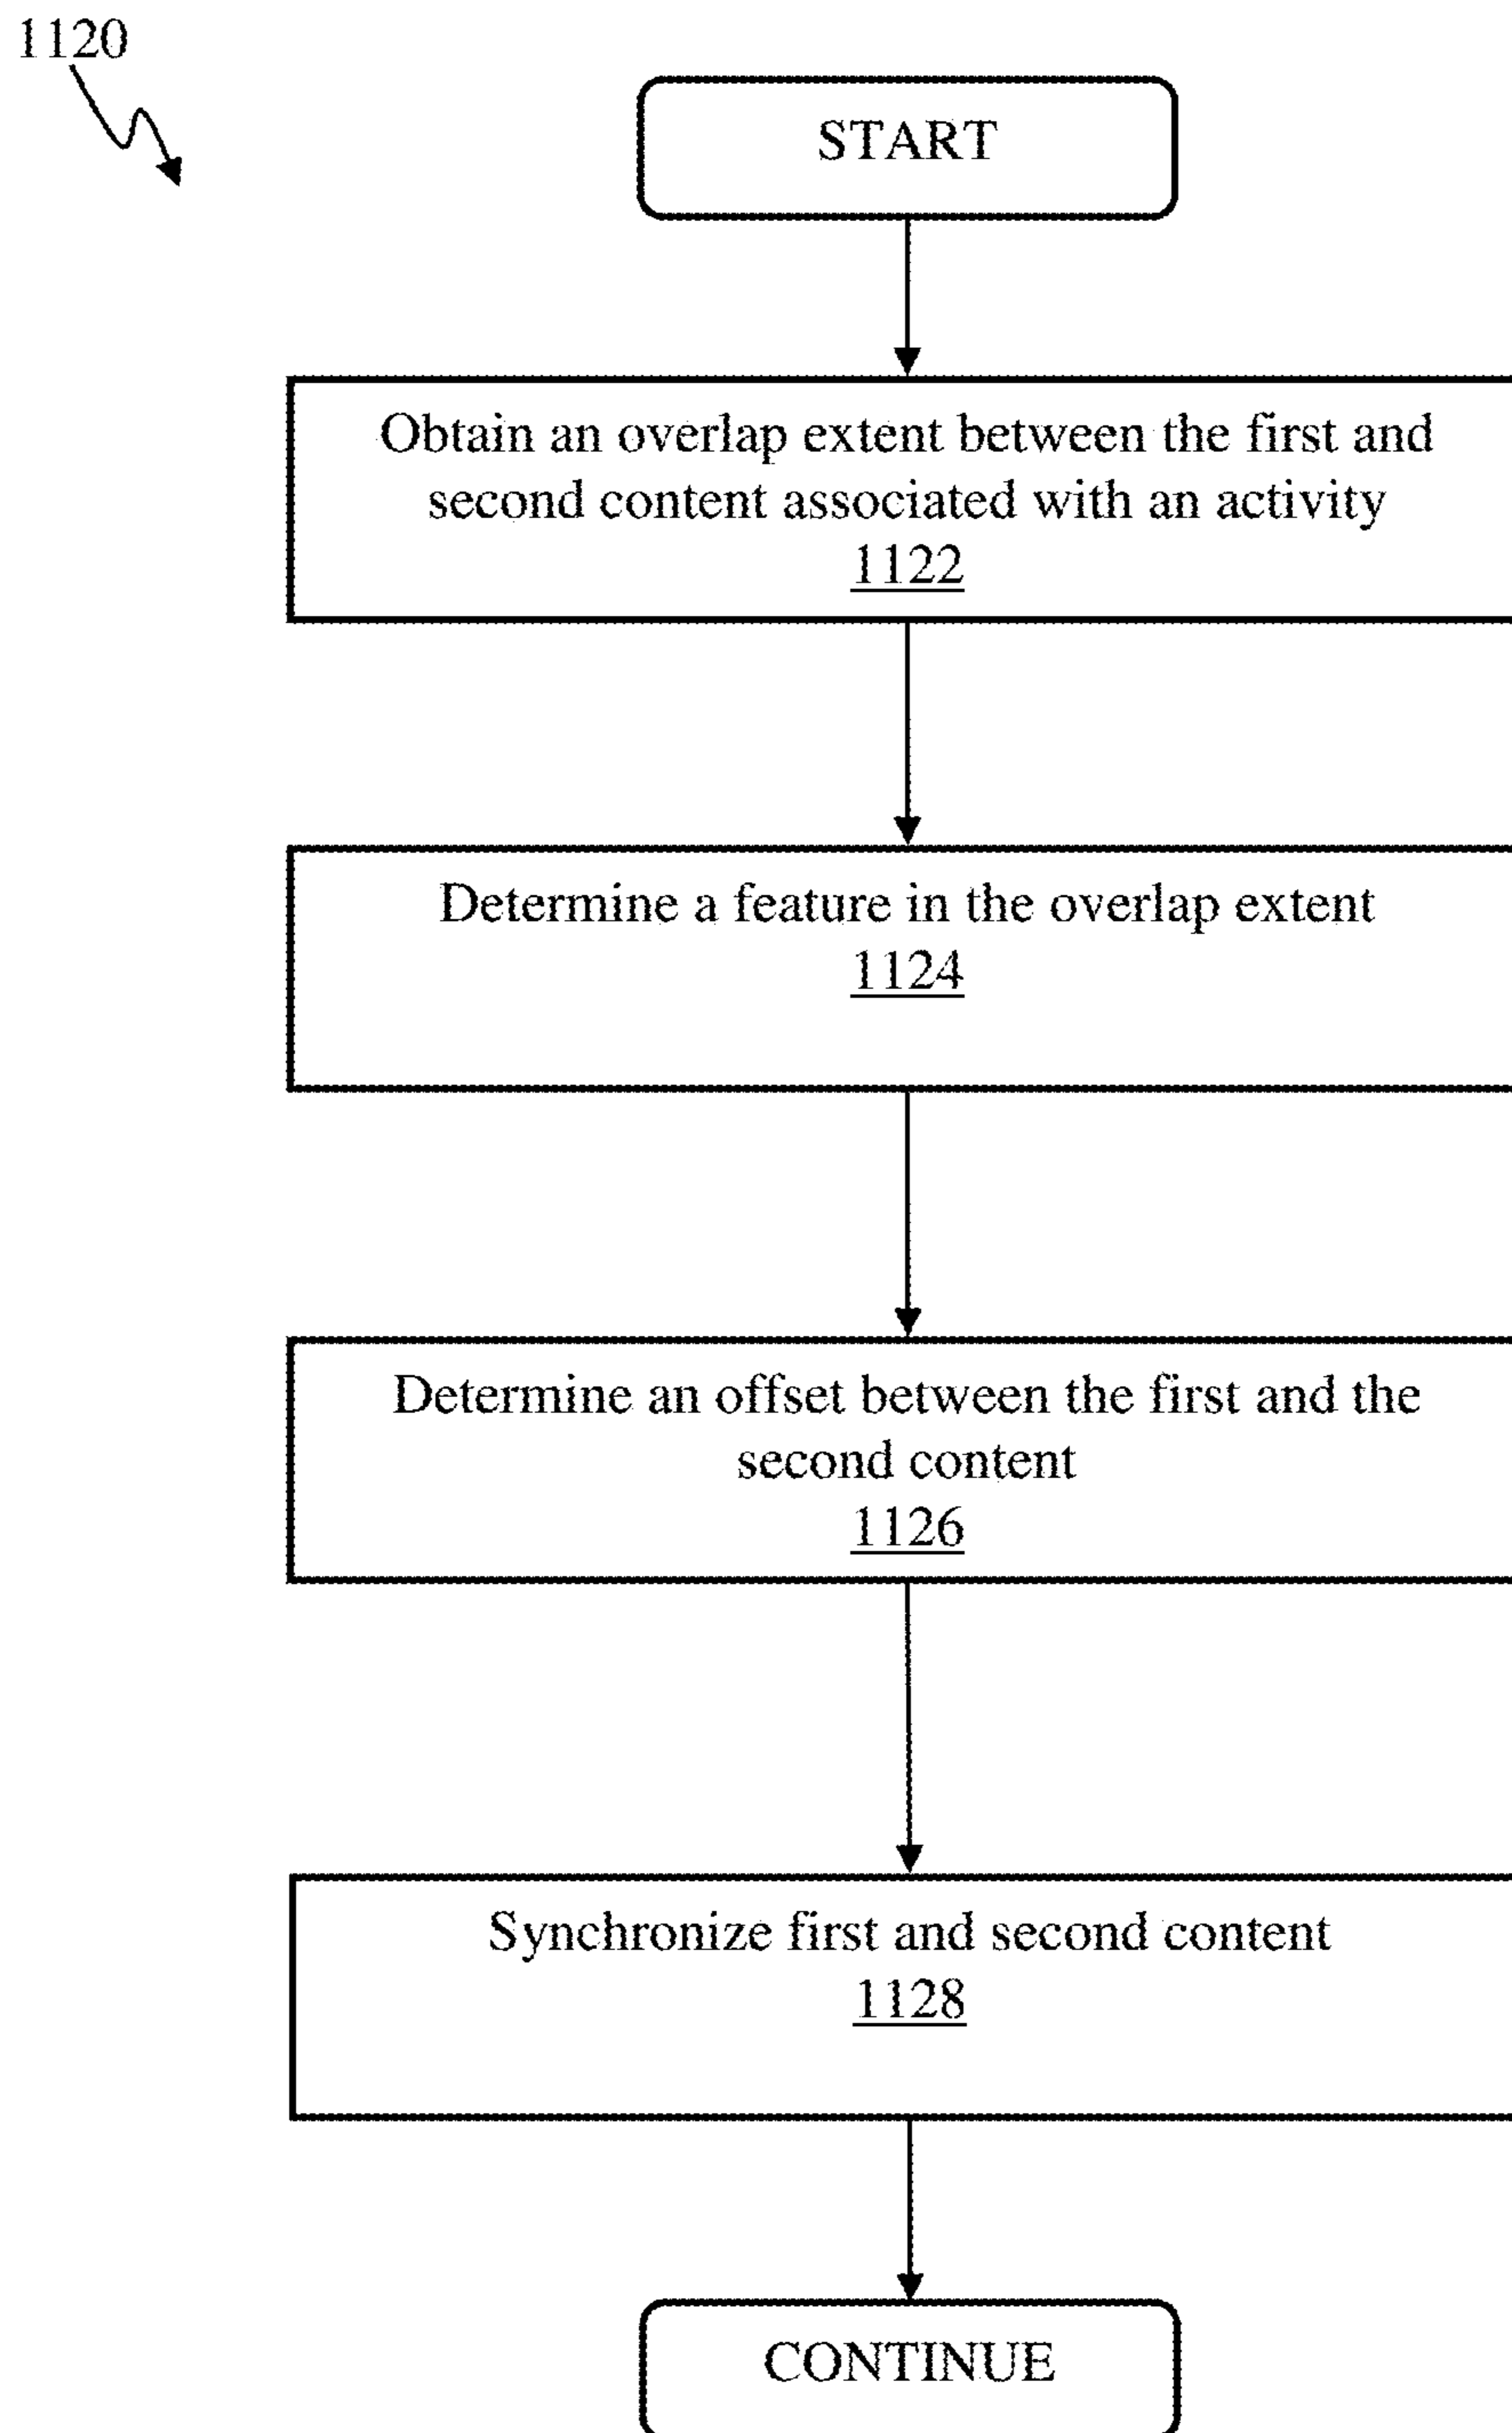 1120
START
Obtain an overlap extent between the first and
second content associated with an activity
1122
Determine a feature in the overlap extent
1124
Determine an offset between the first and the
second content
1126
Synchronize first and second content
1128
CONTINUE